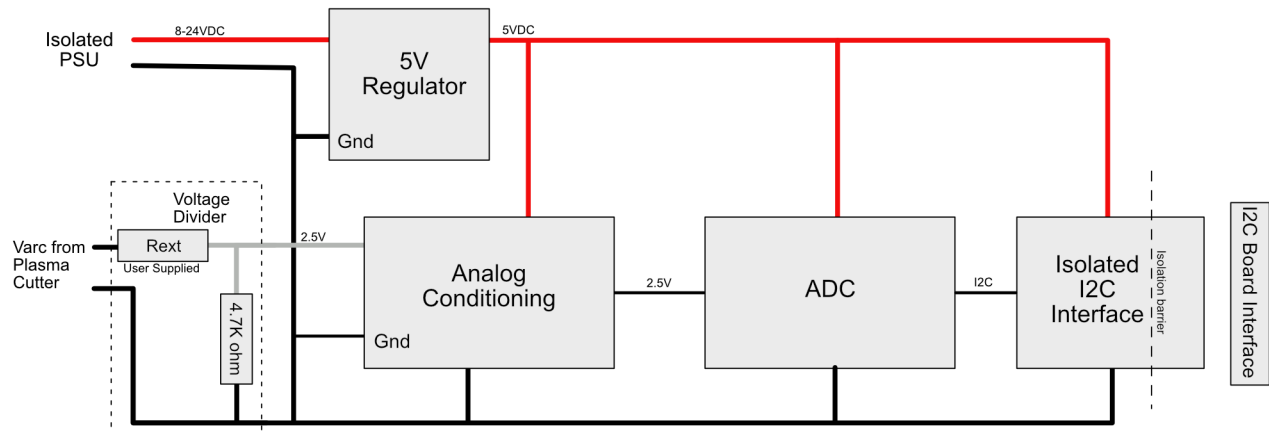 Isolated
PSU
8-24VDC
5V
Regulator
Gnd
5VDC
Voltage
Divider
Varc from
Plasma
Cutter
Rext
User Supplied
4.7K ohm
2.5V
Analog
Conditioning
Gnd
2.5V
ADC
I2C
Isolated
I2C
Interface
Isolation barrier
I2C Board Interface